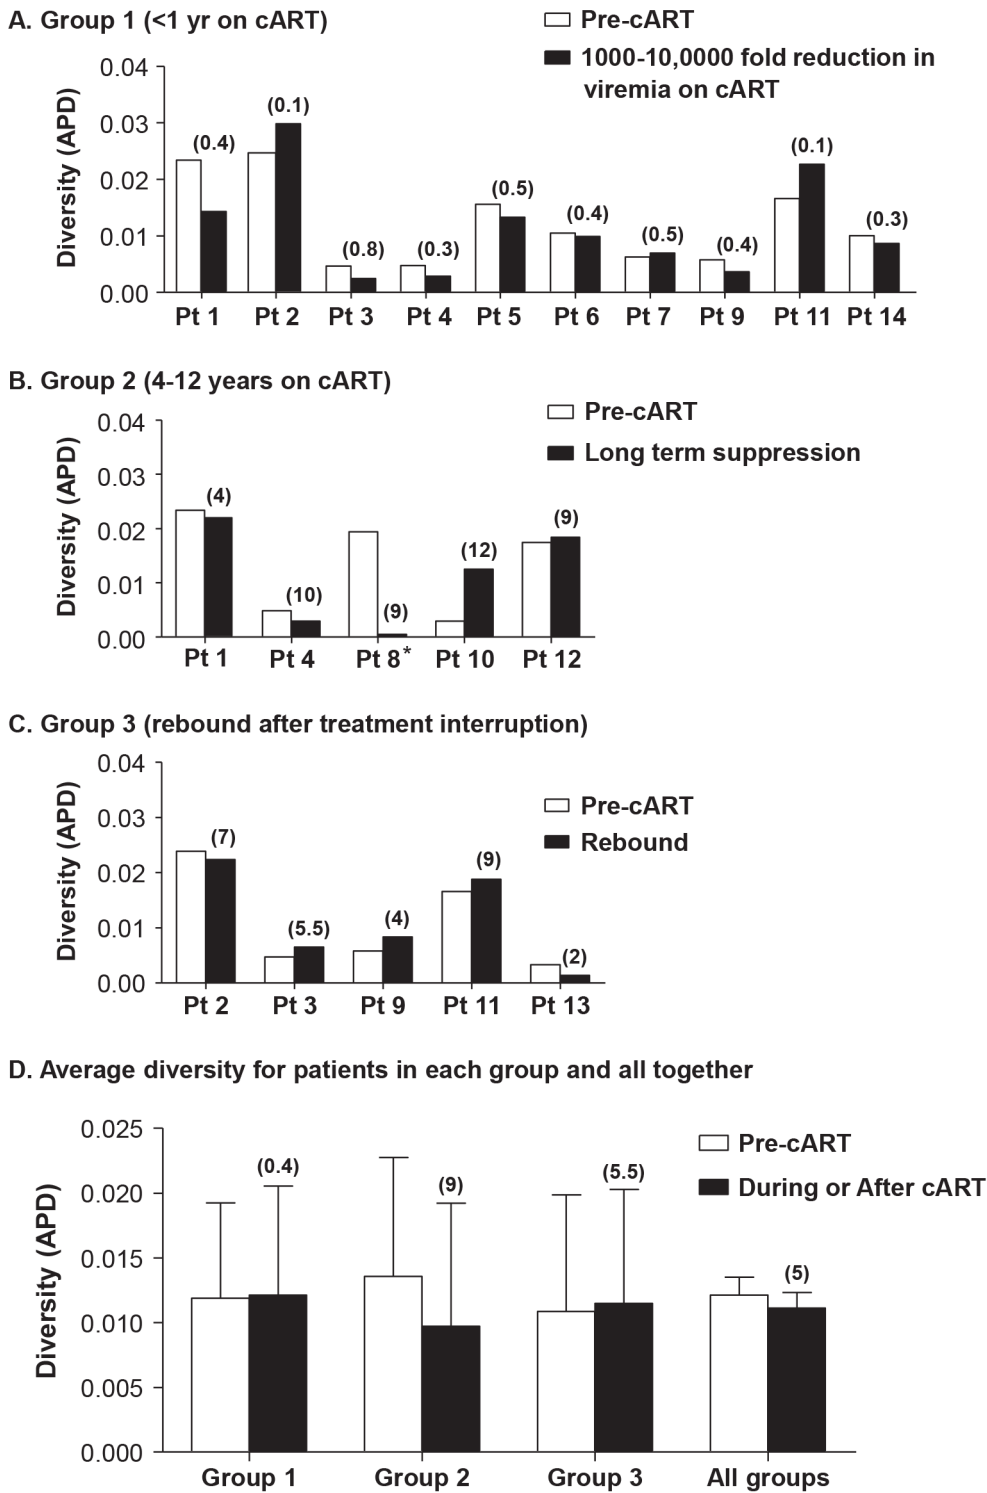 A. Group 1 (<1 yr on cART)
Pre-cART
1000-10,0000 fold reduction in
viremia on cART
Diversity (APD)
0.04
0.03
0.02
0.01
0.00
(0.4)
(0.1)
(0.8)
(0.3)
(0.5)
(0.4)
(0.5)
(0.4)
(0.1)
(0.3)
Pt 1 Pt 2 Pt 3 Pt 4 Pt 5 Pt 6 Pt 7 Pt 9 Pt 11 Pt 14
B. Group 2 (4-12 years on cART)
Pre-cART
Long term suppression
Diversity (APD)
0.04
0.03
0.02
0.01
0.00
(4)
(10)
(9)
(12)
(9)
Pt 1 Pt 4 Pt 8* Pt 10 Pt 12
C. Group 3 (rebound after treatment interruption)
Pre-cART
Rebound
Diversity (APD)
0.04
0.03
0.02
0.01
0.00
(7)
(5.5)
(4)
(9)
(2)
Pt 2 Pt 3 Pt 9 Pt 11 Pt 13
D. Average diversity for patients in each group and all together
Pre-cART
During or After cART
Diversity (APD)
0.025
0.020
0.015
0.010
0.005
0.000
(0.4)
(9)
(5.5)
(5)
Group 1 Group 2 Group 3 All groups